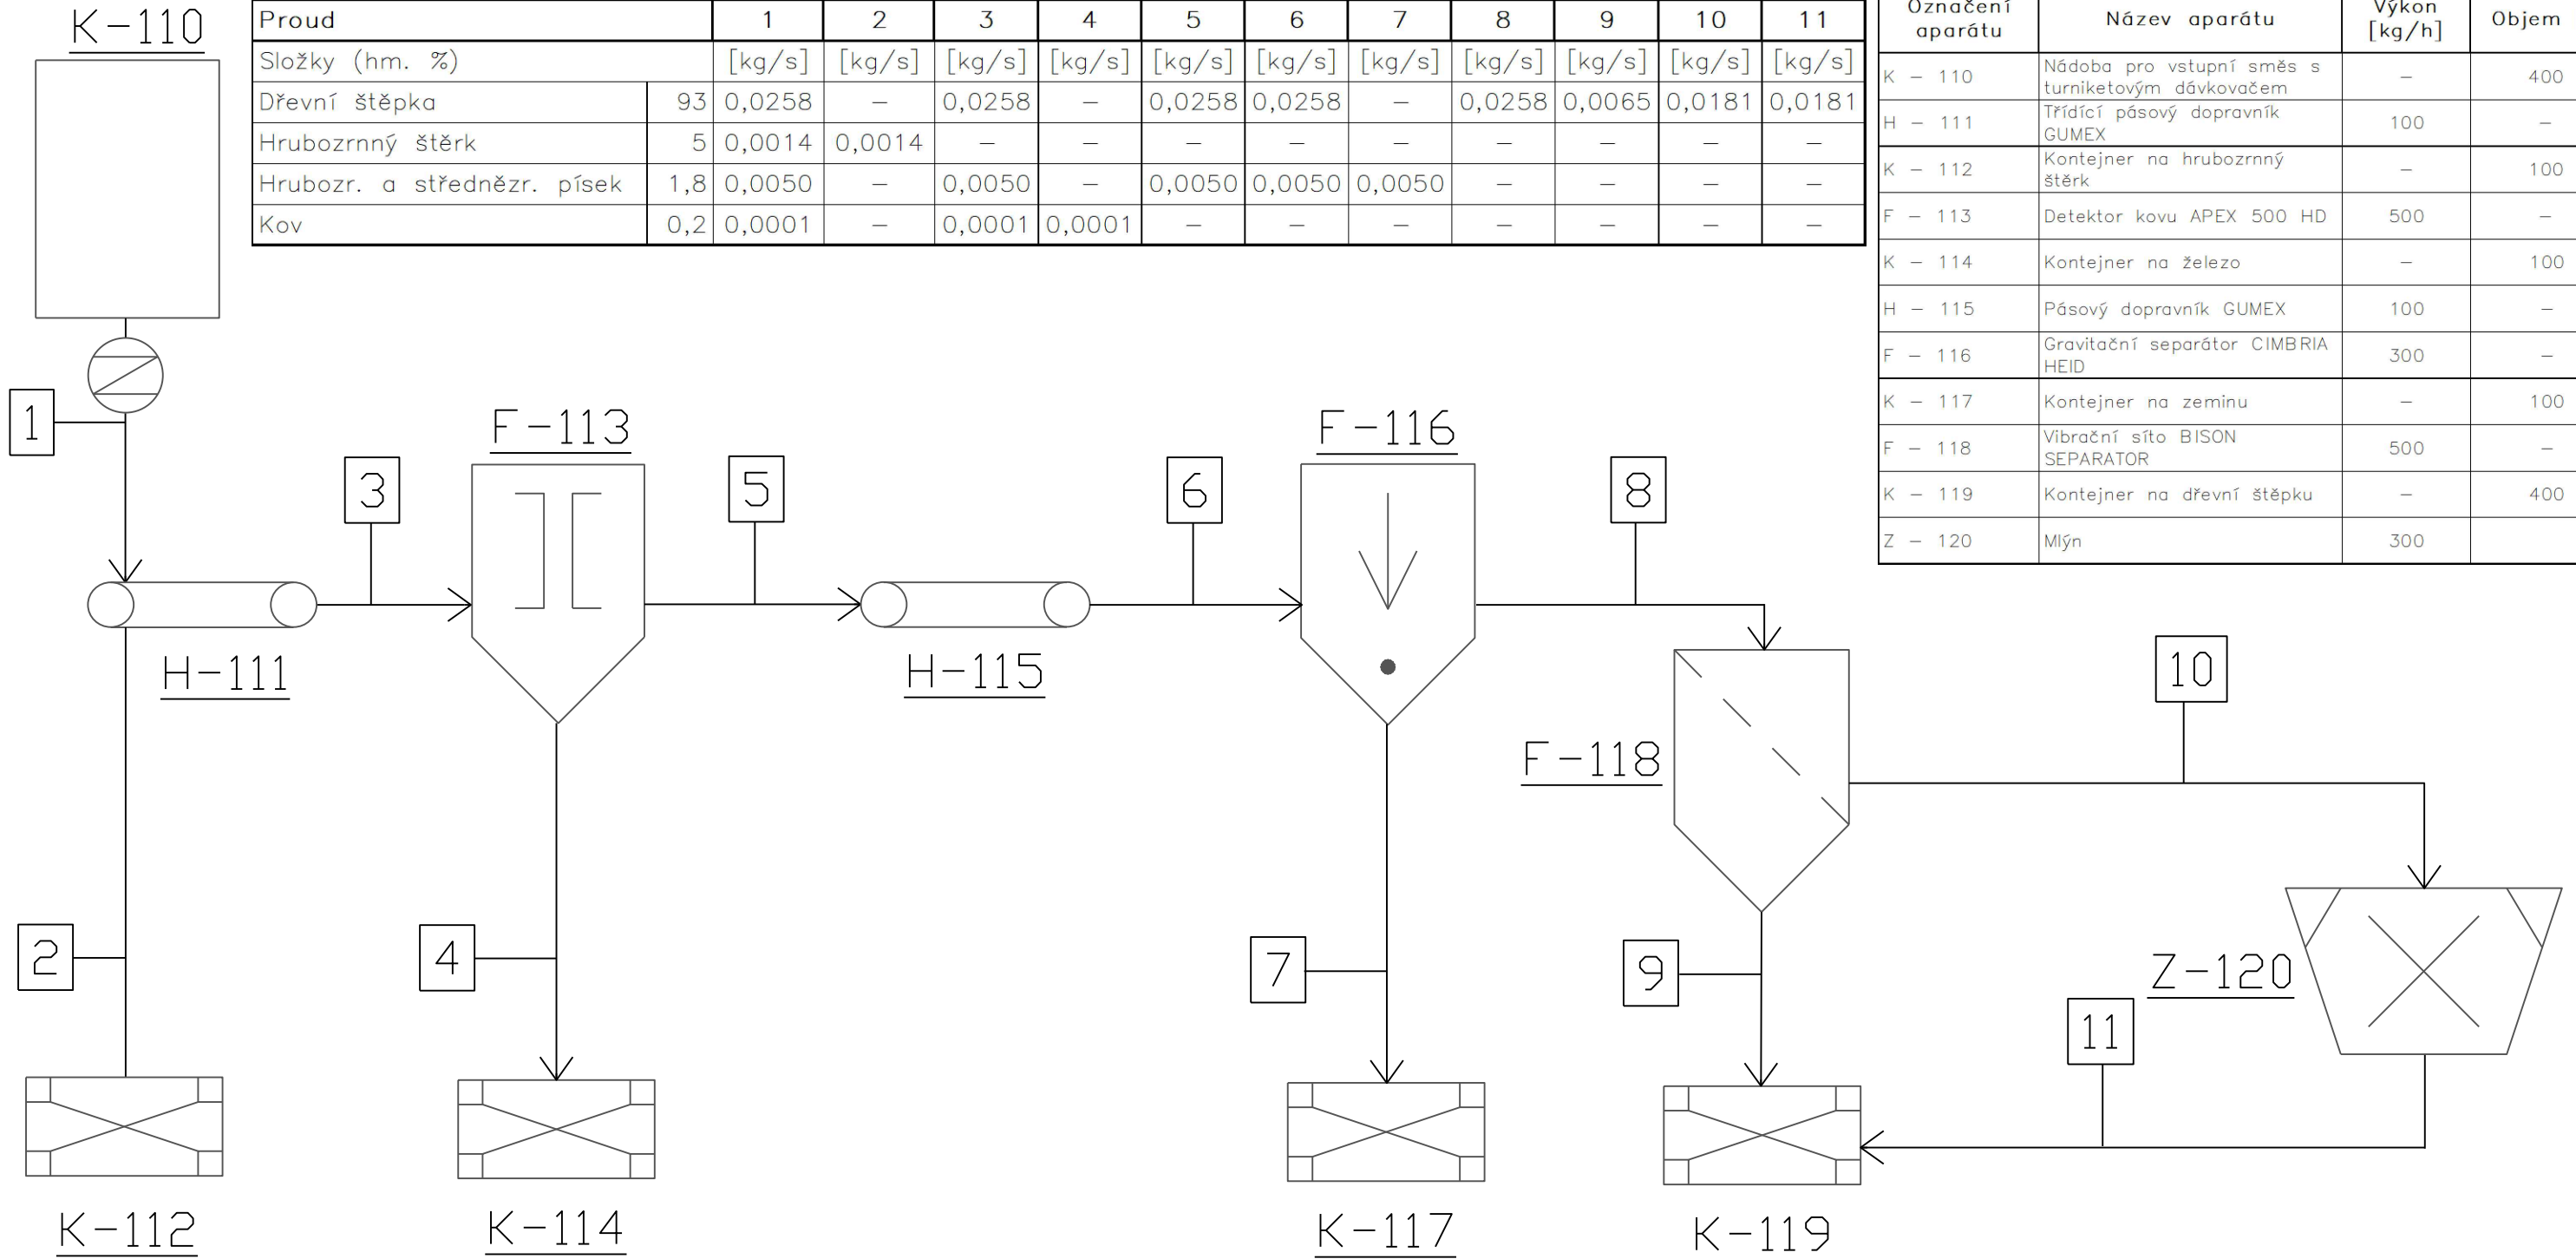 K-110
Proud 1 2 3 4 5 6 7 8 9 10 11
Složky (hm. %) [kg/s] [kg/s] [kg/s] [kg/s] [kg/s] [kg/s] [kg/s] [kg/s] [kg/s] [kg/s] [kg/s]
Dřevní štěpka 93 0,0258 – 0,0258 – 0,0258 0,0258 – 0,0258 0,0065 0,0181 0,0181
Hrubozrnný štěrk 5 0,0014 0,0014 – – – – – – – – –
Hrubozr. a střednězr. písek 1,8 0,0050 – 0,0050 – 0,0050 0,0050 0,0050 – – – –
Kov 0,2 0,0001 – 0,0001 0,0001 – – – – – – –
Označení
aparátu
Název aparátu
Výkon
[kg/h]
Objem
K – 110
Nádoba pro vstupní směs s
turniketovým dávkovačem
– 400
H – 111
Třídící pásový dopravník
GUMEX
100 –
K – 112
Kontejner na hrubozrnný
štěrk
– 100
F – 113 Detektor kovu APEX 500 HD 500 –
K – 114 Kontejner na železo – 100
H – 115 Pásový dopravník GUMEX 100 –
F – 116
Gravitační separátor CIMBRIA
HEID
300 –
K – 117 Kontejner na zeminu – 100
F – 118
Vibrační síto BISON
SEPARATOR
500 –
K – 119 Kontejner na dřevní štěpku – 400
Z – 120 Mlýn 300
1
F-113
F-116
3
5
6
8
H-111
H-115
10
F-118
2
4
7
9
Z-120
11
K-112
K-114
K-117
K-119